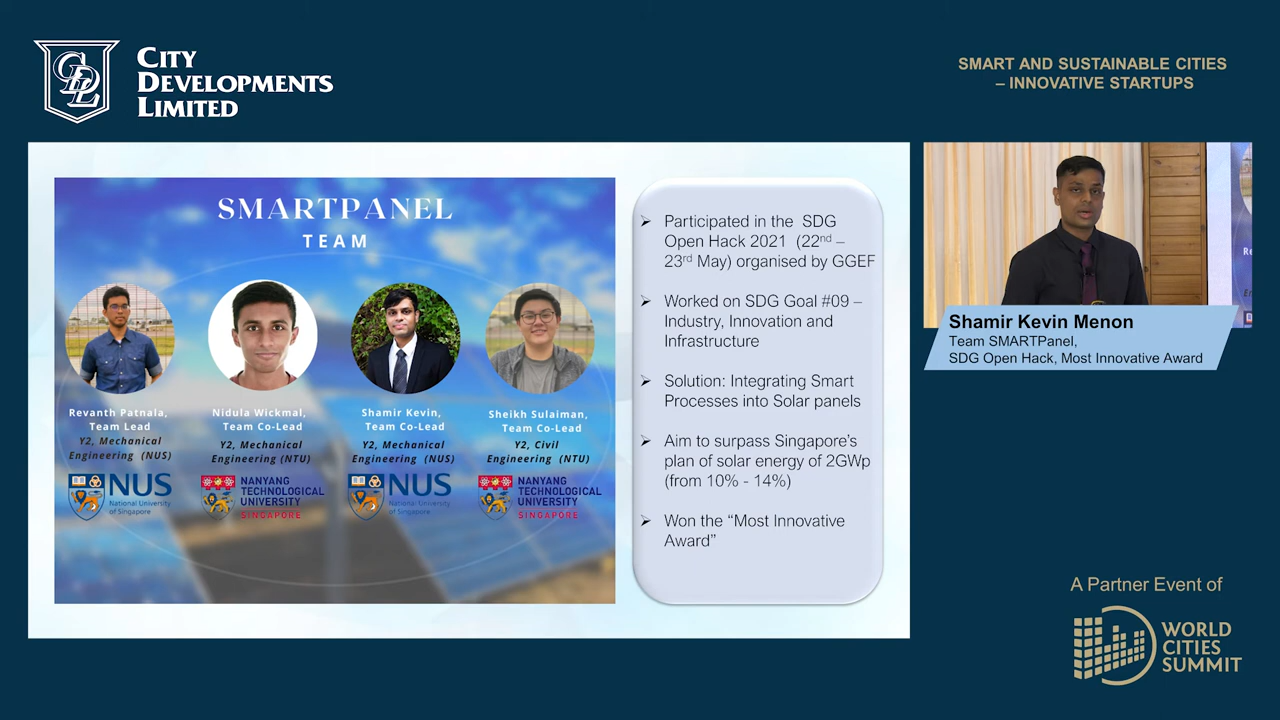 CITY
DEVELOPMENTS
LIMITED
CDL
SMART AND SUSTAINABLE CITIES
– INNOVATIVE STARTUPS
SMARTPANEL
TEAM
Revanth Patnala,
Team Lead
Y2, Mechanical
Engineering (NUS)
NUS
National University
of Singapore
Nidula Wickmal,
Team Co-Lead
Y2, Mechanical
Engineering (NTU)
NANYANG
TECHNOLOGICAL
UNIVERSITY
SINGAPORE
Shamir Kevin,
Team Co-Lead
Y2, Mechanical
Engineering (NUS)
NUS
National University
of Singapore
Sheikh Sulaiman,
Team Co-Lead
Y2, Civil
Engineering (NTU)
NANYANG
TECHNOLOGICAL
UNIVERSITY
SINGAPORE
➢ Participated in the SDG
Open Hack 2021 (22nd –
23rd May) organised by GGEF
➢ Worked on SDG Goal #09 –
Industry, Innovation and
Infrastructure
➢ Solution: Integrating Smart
Processes into Solar panels
➢ Aim to surpass Singapore's
plan of solar energy of 2GWp
(from 10% - 14%)
➢ Won the “Most Innovative
Award”
Shamir Kevin Menon
Team SMARTPanel,
SDG Open Hack, Most Innovative Award
A Partner Event of
WORLD
CITIES
SUMMIT